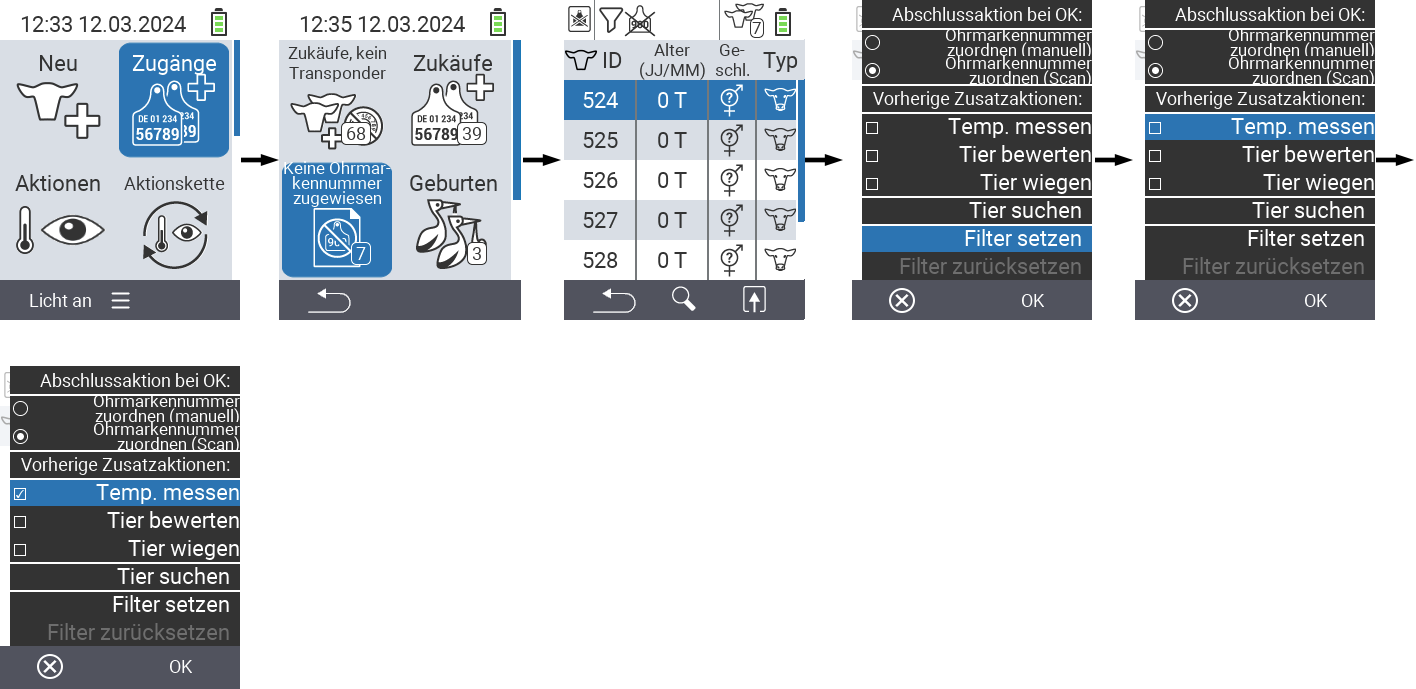 12:33 12.03.2024
Neu
Zugänge
DE 01 234
234
56789
39
Aktionen
Aktionskette
Licht an
12:35 12.03.2024
Zukäufe, kein
Transponder
68
Zukäufe
DE 01 234
56789
39
Keine Ohrmar-
kennummer
zugewiesen
7
Geburten
3
7
ID
Alter
(JJ/MM)
Ge-
schl.
Typ
524
0 T
525
0 T
526
0 T
527
0 T
528
0 T
Abschlussaktion bei OK:
Ohrmarkennummer
zuordnen (manuell)
Ohrmarkennummer
zuordnen (Scan)
Vorherige Zusatzaktionen:
Temp. messen
Tier bewerten
Tier wiegen
Tier suchen
Filter setzen
Filter zurücksetzen
OK
Abschlussaktion bei OK:
Ohrmarkennummer
zuordnen (manuell)
Ohrmarkennummer
zuordnen (Scan)
Vorherige Zusatzaktionen:
Temp. messen
Tier bewerten
Tier wiegen
Tier suchen
Filter setzen
Filter zurücksetzen
OK
Abschlussaktion bei OK:
Ohrmarkennummer
zuordnen (manuell)
Ohrmarkennummer
zuordnen (Scan)
Vorherige Zusatzaktionen:
Temp. messen
Tier bewerten
Tier wiegen
Tier suchen
Filter setzen
Filter zurücksetzen
OK